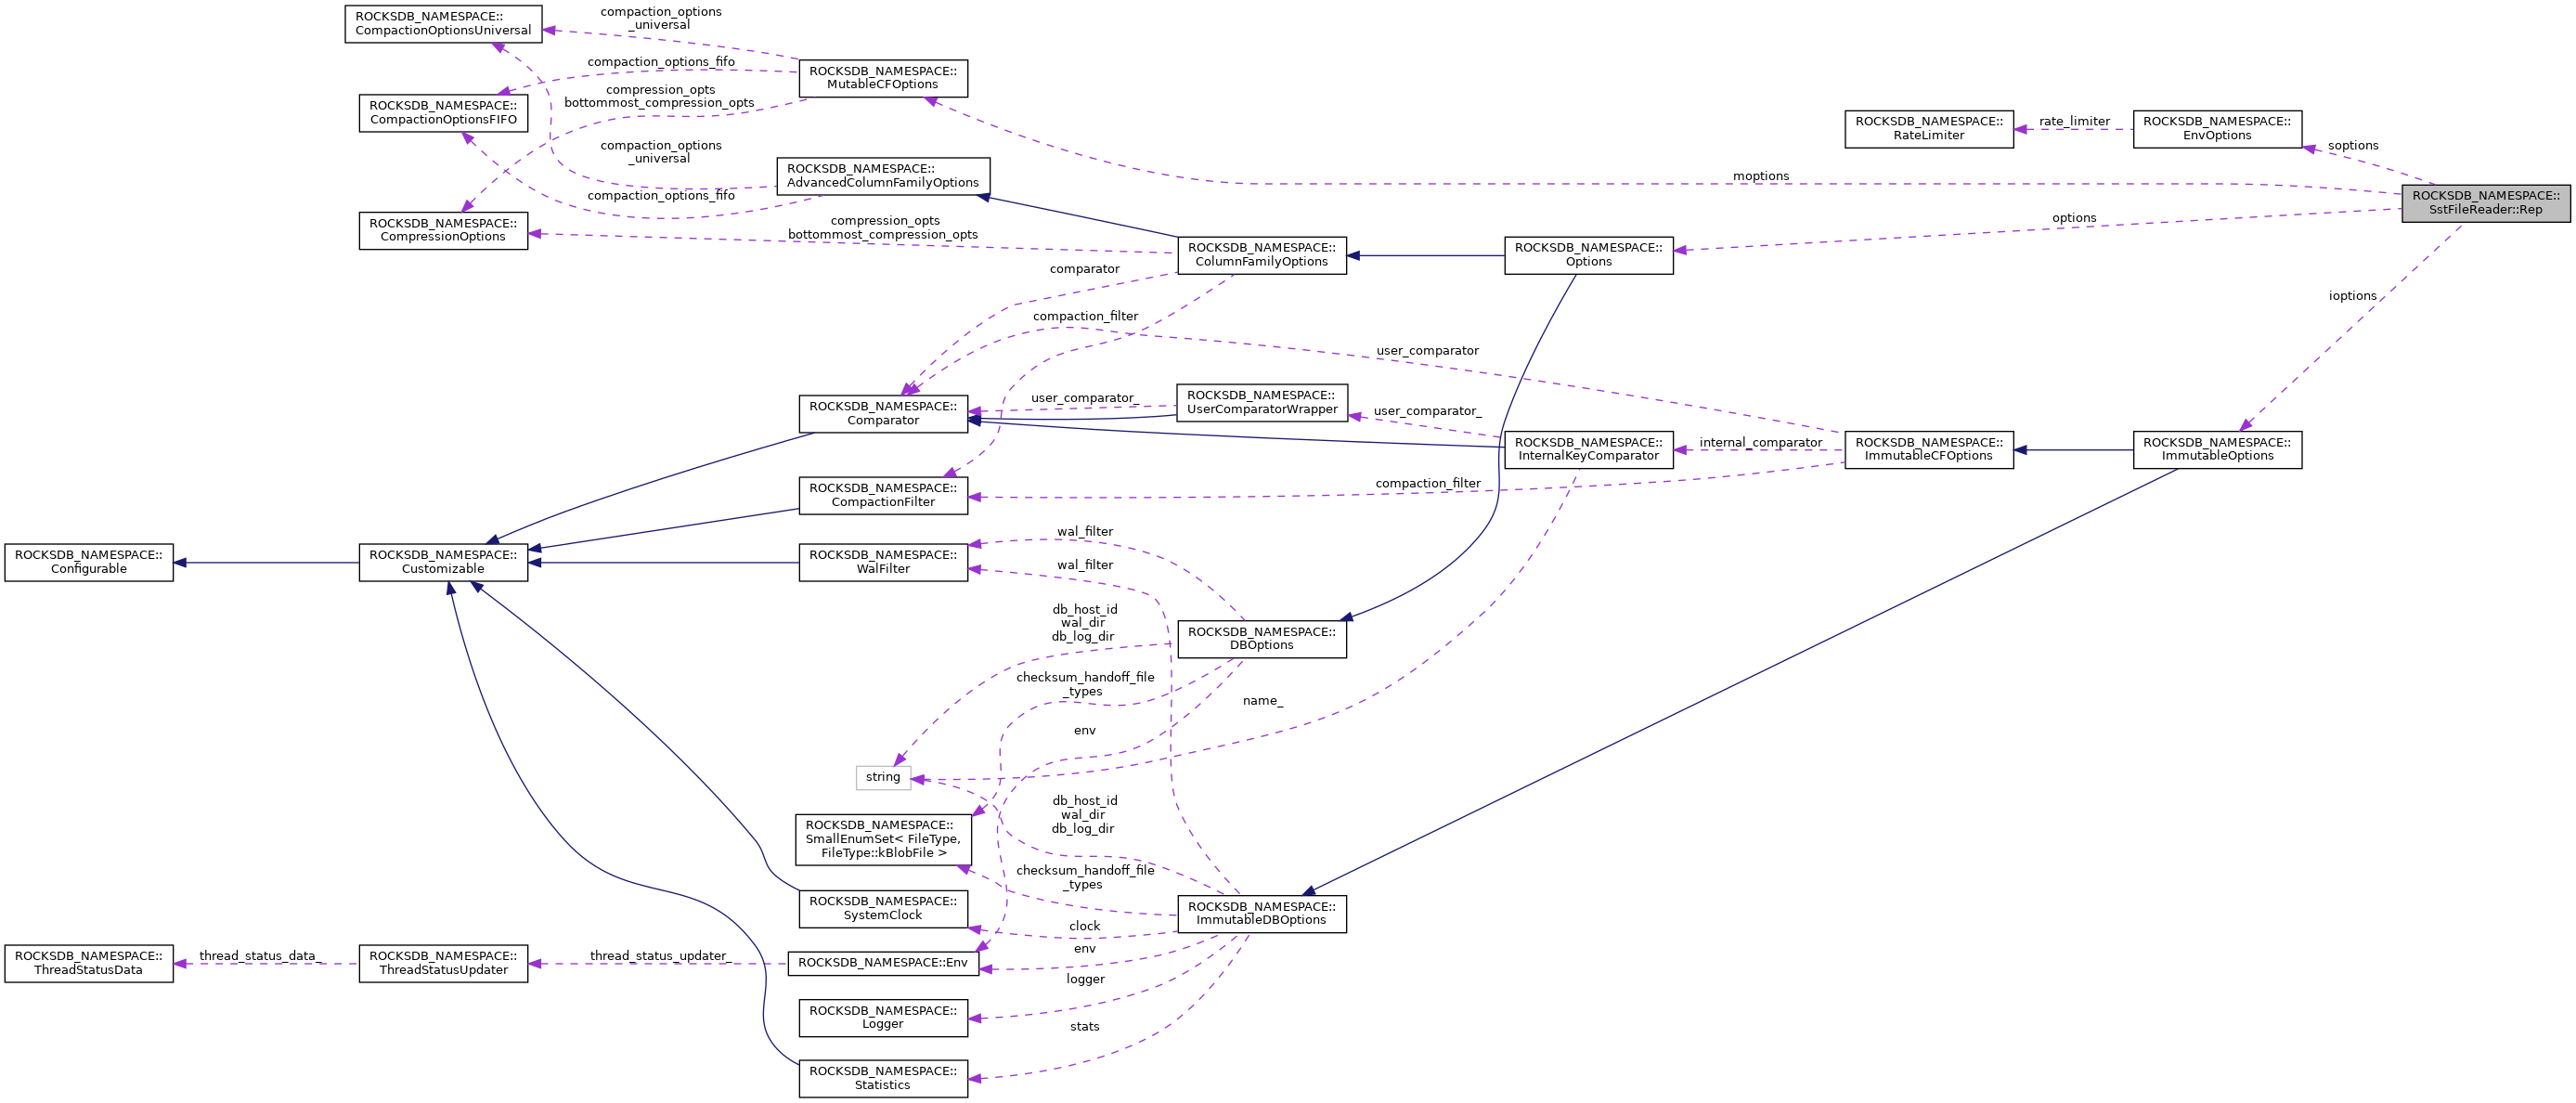 ROCKSDB_NAMESPACE::
CompactionOptionsUniversal
compaction_options
_universal
ROCKSDB_NAMESPACE::
MutableCFOptions
compaction_options_fifo
compression_opts
bottommost_compression_opts
ROCKSDB_NAMESPACE::
CompactionOptionsFIFO
ROCKSDB_NAMESPACE::
RateLimiter
rate_limiter
ROCKSDB_NAMESPACE::
EnvOptions
soptions
compaction_options
_universal
ROCKSDB_NAMESPACE::
AdvancedColumnFamilyOptions
moptions
compaction_options_fifo
ROCKSDB_NAMESPACE::
SstFileReader::Rep
ROCKSDB_NAMESPACE::
CompressionOptions
compression_opts
bottommost_compression_opts
options
ROCKSDB_NAMESPACE::
ColumnFamilyOptions
ROCKSDB_NAMESPACE::
Options
comparator
ioptions
compaction_filter
user_comparator
ROCKSDB_NAMESPACE::
Comparator
user_comparator_
ROCKSDB_NAMESPACE::
UserComparatorWrapper
user_comparator_
ROCKSDB_NAMESPACE::
InternalKeyComparator
internal_comparator
ROCKSDB_NAMESPACE::
ImmutableCFOptions
ROCKSDB_NAMESPACE::
ImmutableOptions
ROCKSDB_NAMESPACE::
CompactionFilter
compaction_filter
wal_filter
ROCKSDB_NAMESPACE::
Configurable
ROCKSDB_NAMESPACE::
Customizable
ROCKSDB_NAMESPACE::
WalFilter
wal_filter
db_host_id
wal_dir
db_log_dir
ROCKSDB_NAMESPACE::
DBOptions
checksum_handoff_file
_types
name_
env
string
db_host_id
wal_dir
db_log_dir
ROCKSDB_NAMESPACE::
SmallEnumSet< FileType,
FileType::kBlobFile >
checksum_handoff_file
_types
ROCKSDB_NAMESPACE::
SystemClock
clock
ROCKSDB_NAMESPACE::
ImmutableDBOptions
env
ROCKSDB_NAMESPACE::
ThreadStatusData
thread_status_data_
ROCKSDB_NAMESPACE::
ThreadStatusUpdater
thread_status_updater_
ROCKSDB_NAMESPACE::Env
logger
ROCKSDB_NAMESPACE::
Logger
stats
ROCKSDB_NAMESPACE::
Statistics